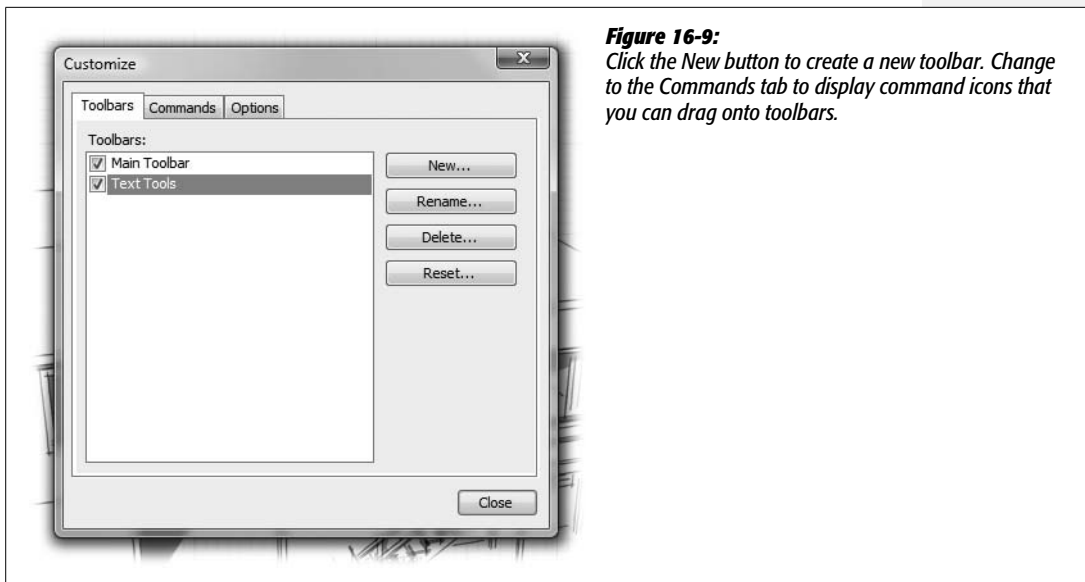 Customize
x
Toolbars
Commands
Options
Toolbars:
Main Toolbar
Text Tools
New...
Rename...
Delete...
Reset...
Close
Figure 16-9:
Click the New button to create a new toolbar. Change
to the Commands tab to display command icons that
you can drag onto toolbars.